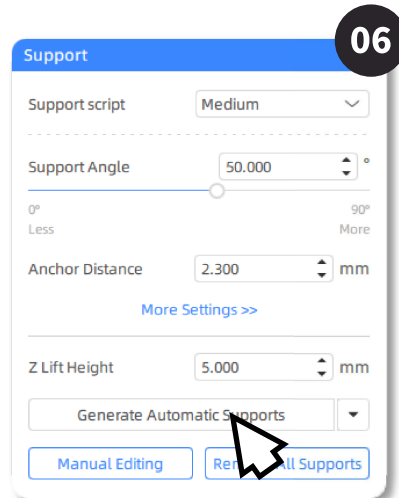 06
Support
Support script Medium
Support Angle 50.000 °
0° 90°
Less More
Anchor Distance 2.300 mm
More Settings >>
Z Lift Height 5.000 mm
Generate Automatic Supports
Manual Editing All Supports